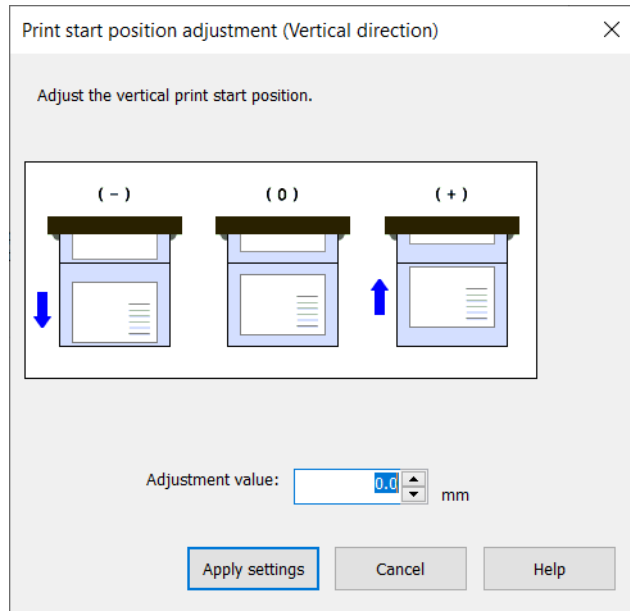 Print start position adjustment (Vertical direction)
Adjust the vertical print start position.
( - ) ( 0 ) ( + )
Adjustment value: 0.0 mm
Apply settings Cancel Help